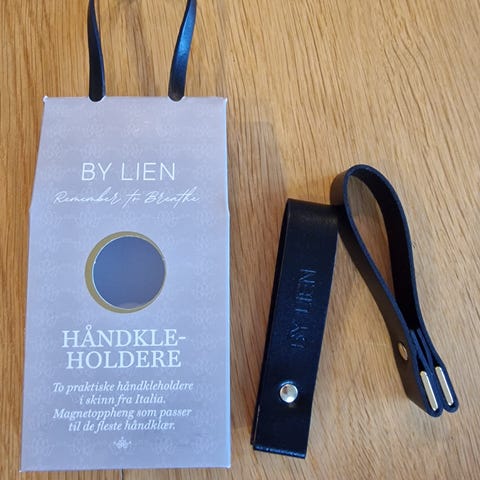 BY LIEN
Remember to Breathe
HÅNDKLE-
HOLDERE
To praktiske håndkleholdere
i skinn fra Italia.
Magnetoppheng som passer
til de fleste håndklær.
BY LIEN